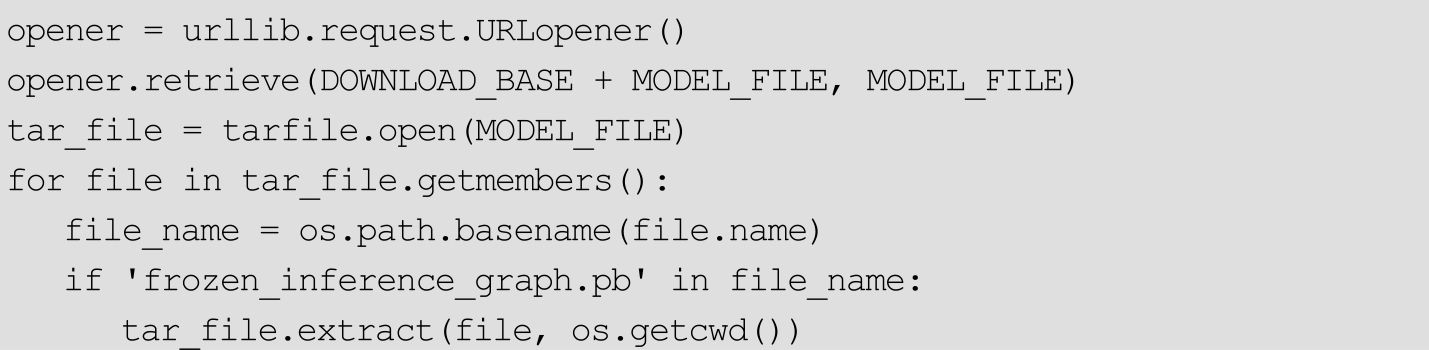 opener = urllib.request.URLopener()
opener.retrieve(DOWNLOAD_BASE + MODEL_FILE, MODEL_FILE)
tar_file = tarfile.open(MODEL_FILE)
for file in tar_file.getmembers():
   file_name = os.path.basename(file.name)
   if 'frozen_inference_graph.pb' in file_name:
      tar_file.extract(file, os.getcwd())